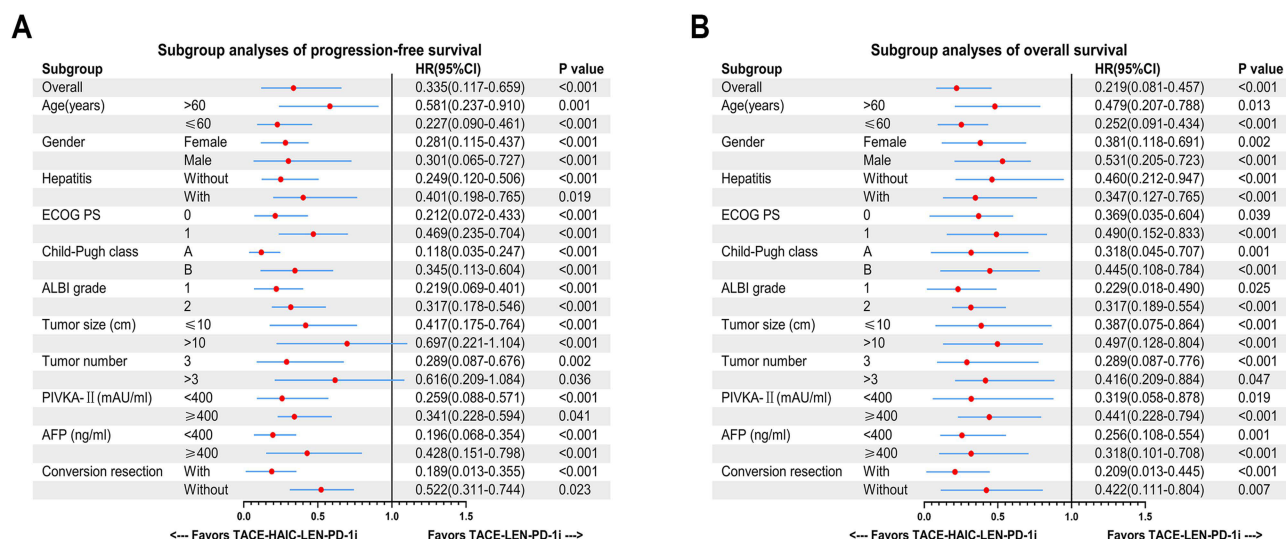 A
Subgroup analyses of progression-free survival
Subgroup HR(95%CI) P value
Overall 0.335(0.117-0.659) <0.001
Age(years) >60 0.581(0.237-0.910) 0.001
≤60 0.227(0.090-0.461) <0.001
Gender Female 0.281(0.115-0.437) <0.001
Male 0.301(0.065-0.727) <0.001
Hepatitis Without 0.249(0.120-0.506) <0.001
With 0.401(0.198-0.765) 0.019
ECOG PS 0 0.212(0.072-0.433) <0.001
1 0.469(0.235-0.704) <0.001
Child-Pugh class A 0.118(0.035-0.247) <0.001
B 0.345(0.113-0.604) <0.001
ALBI grade 1 0.219(0.069-0.401) <0.001
2 0.317(0.178-0.546) <0.001
Tumor size (cm) ≤10 0.417(0.175-0.764) <0.001
>10 0.697(0.221-1.104) <0.001
Tumor number 3 0.289(0.087-0.676) 0.002
>3 0.616(0.209-1.084) 0.036
PIVKA-Ⅱ(mAU/ml) <400 0.259(0.088-0.571) <0.001
≥400 0.341(0.228-0.594) 0.041
AFP (ng/ml) <400 0.196(0.068-0.354) <0.001
≥400 0.428(0.151-0.798) <0.001
Conversion resection With 0.189(0.013-0.355) <0.001
Without 0.522(0.311-0.744) 0.023
0.0 0.5 1.0 1.5
<--- Favors TACE-HAIC-LEN-PD-1i Favors TACE-LEN-PD-1i --->
B
Subgroup analyses of overall survival
Subgroup HR(95%CI) P value
Overall 0.219(0.081-0.457) <0.001
Age(years) >60 0.479(0.207-0.788) 0.013
≤60 0.252(0.091-0.434) <0.001
Gender Female 0.381(0.118-0.691) 0.002
Male 0.531(0.205-0.723) <0.001
Hepatitis Without 0.460(0.212-0.947) <0.001
With 0.347(0.127-0.765) <0.001
ECOG PS 0 0.369(0.035-0.604) 0.039
1 0.490(0.152-0.833) <0.001
Child-Pugh class A 0.318(0.045-0.707) 0.001
B 0.445(0.108-0.784) <0.001
ALBI grade 1 0.229(0.018-0.490) 0.025
2 0.317(0.189-0.554) <0.001
Tumor size (cm) ≤10 0.387(0.075-0.864) <0.001
>10 0.497(0.128-0.804) <0.001
Tumor number 3 0.289(0.087-0.776) <0.001
>3 0.416(0.209-0.884) 0.047
PIVKA-Ⅱ(mAU/ml) <400 0.319(0.058-0.878) 0.019
≥400 0.441(0.228-0.794) <0.001
AFP (ng/ml) <400 0.256(0.108-0.554) 0.001
≥400 0.318(0.101-0.708) <0.001
Conversion resection With 0.209(0.013-0.445) <0.001
Without 0.422(0.111-0.804) 0.007
0.0 0.5 1.0 1.5
<--- Favors TACE-HAIC-LEN-PD-1i Favors TACE-LEN-PD-1i --->